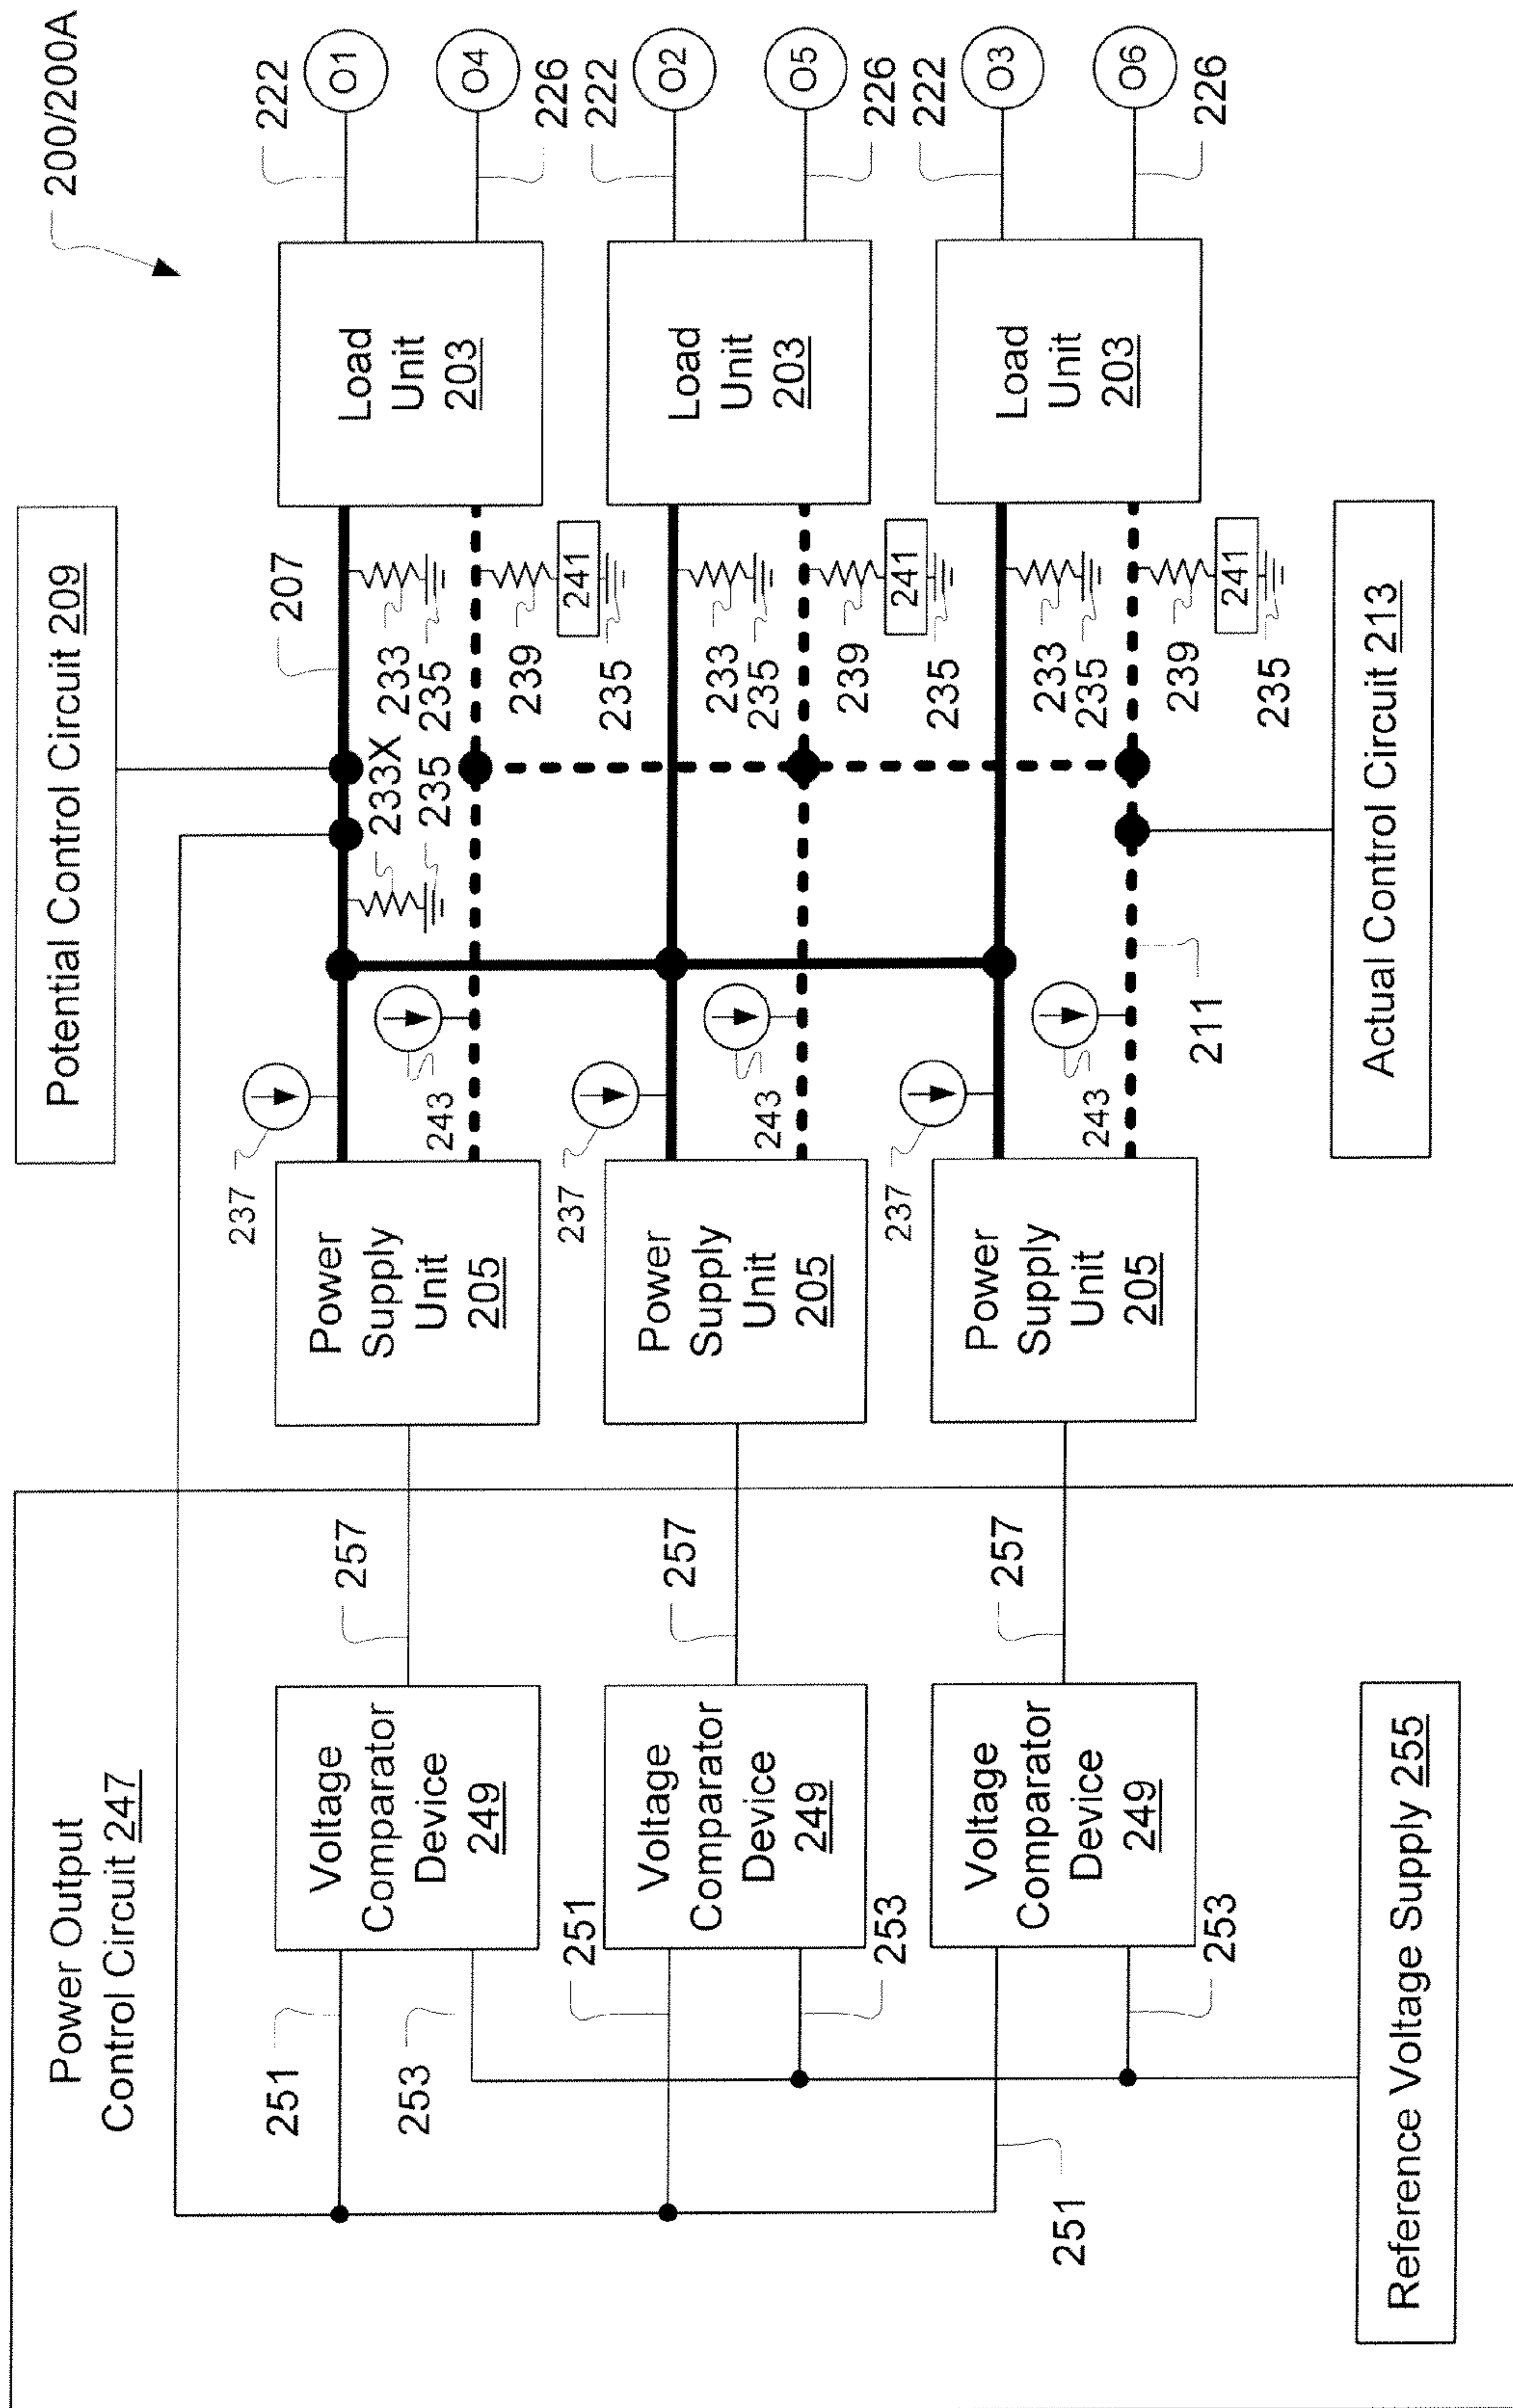 200/200A
Potential Control Circuit 209
222
O1
226
O4
222
O2
226
O5
222
O3
226
O6
Load
Unit
203
Load
Unit
203
Load
Unit
203
207
233
235
233X
235
239
241
235
233
235
239
241
235
233
235
239
241
235
211
Actual Control Circuit 213
237
243
237
243
237
243
Power
Supply
Unit
205
Power
Supply
Unit
205
Power
Supply
Unit
205
Power Output
Control Circuit 247
257
257
257
Voltage
Comparator
Device
249
Voltage
Comparator
Device
249
Voltage
Comparator
Device
249
251
253
251
253
251
253
Reference Voltage Supply 255